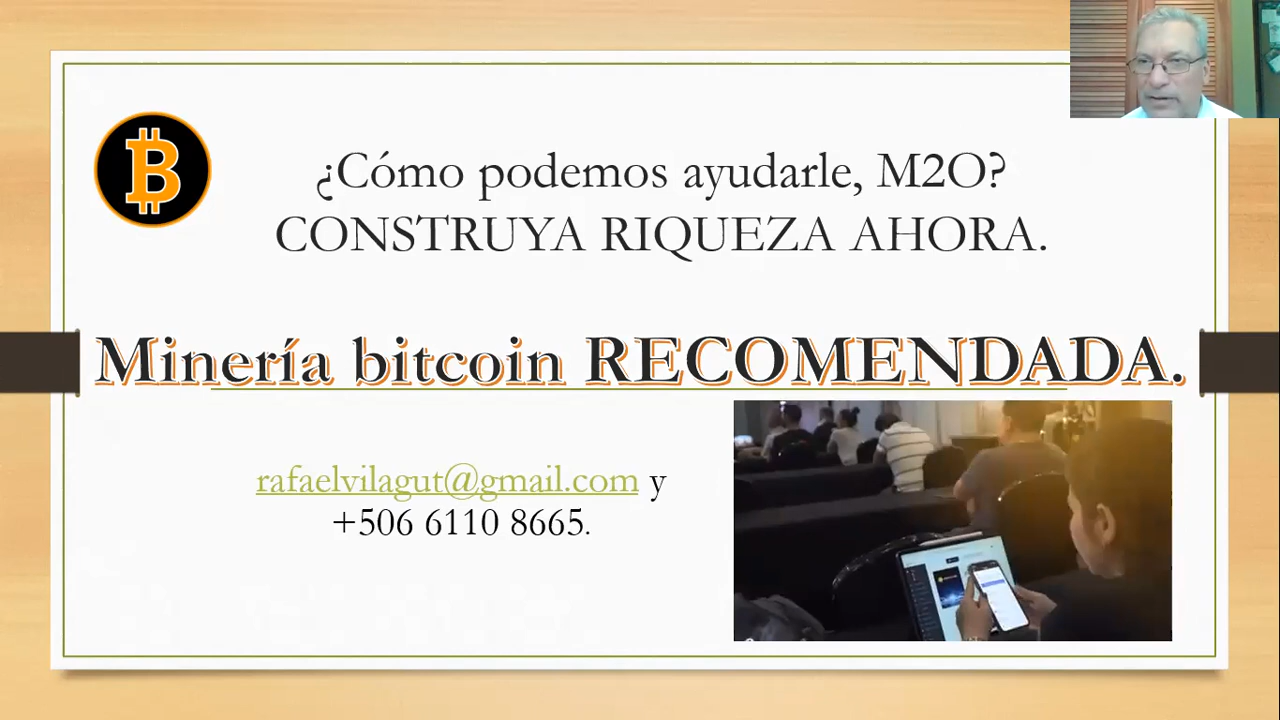 ¿Cómo podemos ayudarle, M2O?
CONSTRUYA RIQUEZA AHORA.
Minería bitcoin RECOMENDADA.
rafaelvilagut@gmail.com y
+506 6110 8665.